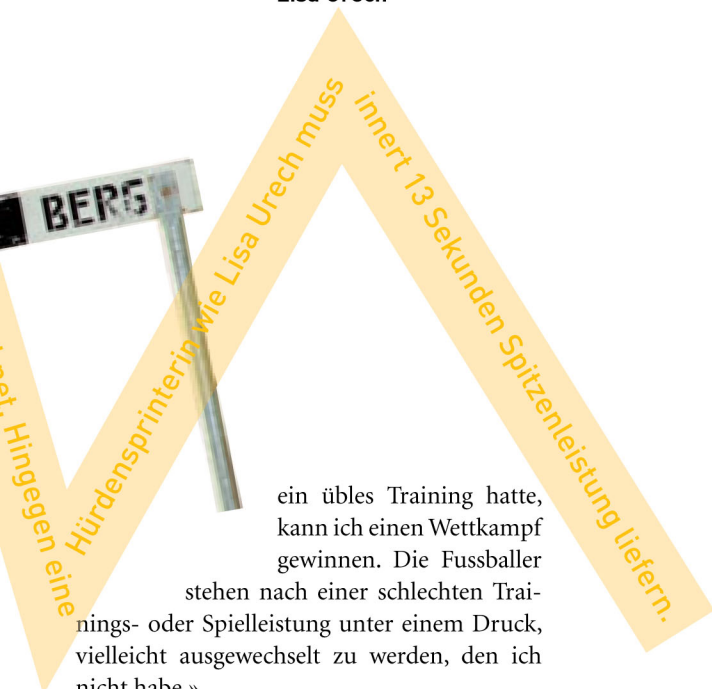 Lisa Urech
BERG
net. Hingegen eine
Hürdensprinterin wie Lisa Urech muss
innert 13 Sekunden Spitzenleistung liefern.
ein übles Training hatte,
kann ich einen Wettkampf
gewinnen. Die Fussballer
stehen nach einer schlechten Trai-
nings- oder Spielleistung unter einem Druck,
vielleicht ausgewechselt zu werden, den ich
nicht habe.»